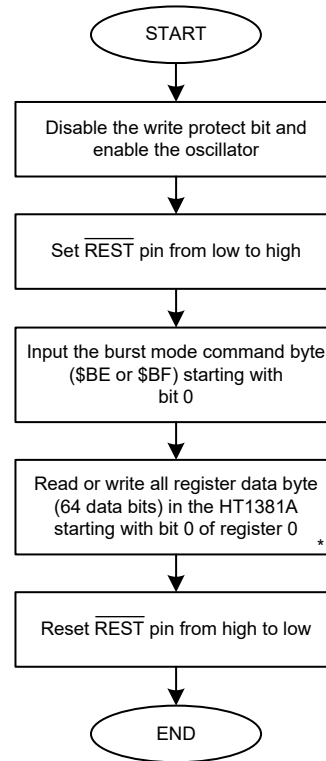 START
Disable the write protect bit and
enable the oscillator
Set REST pin from low to high
Input the burst mode command byte
($BE or $BF) starting with
bit 0
Read or write all register data byte
(64 data bits) in the HT1381A
starting with bit 0 of register 0
*
Reset REST pin from high to low
END